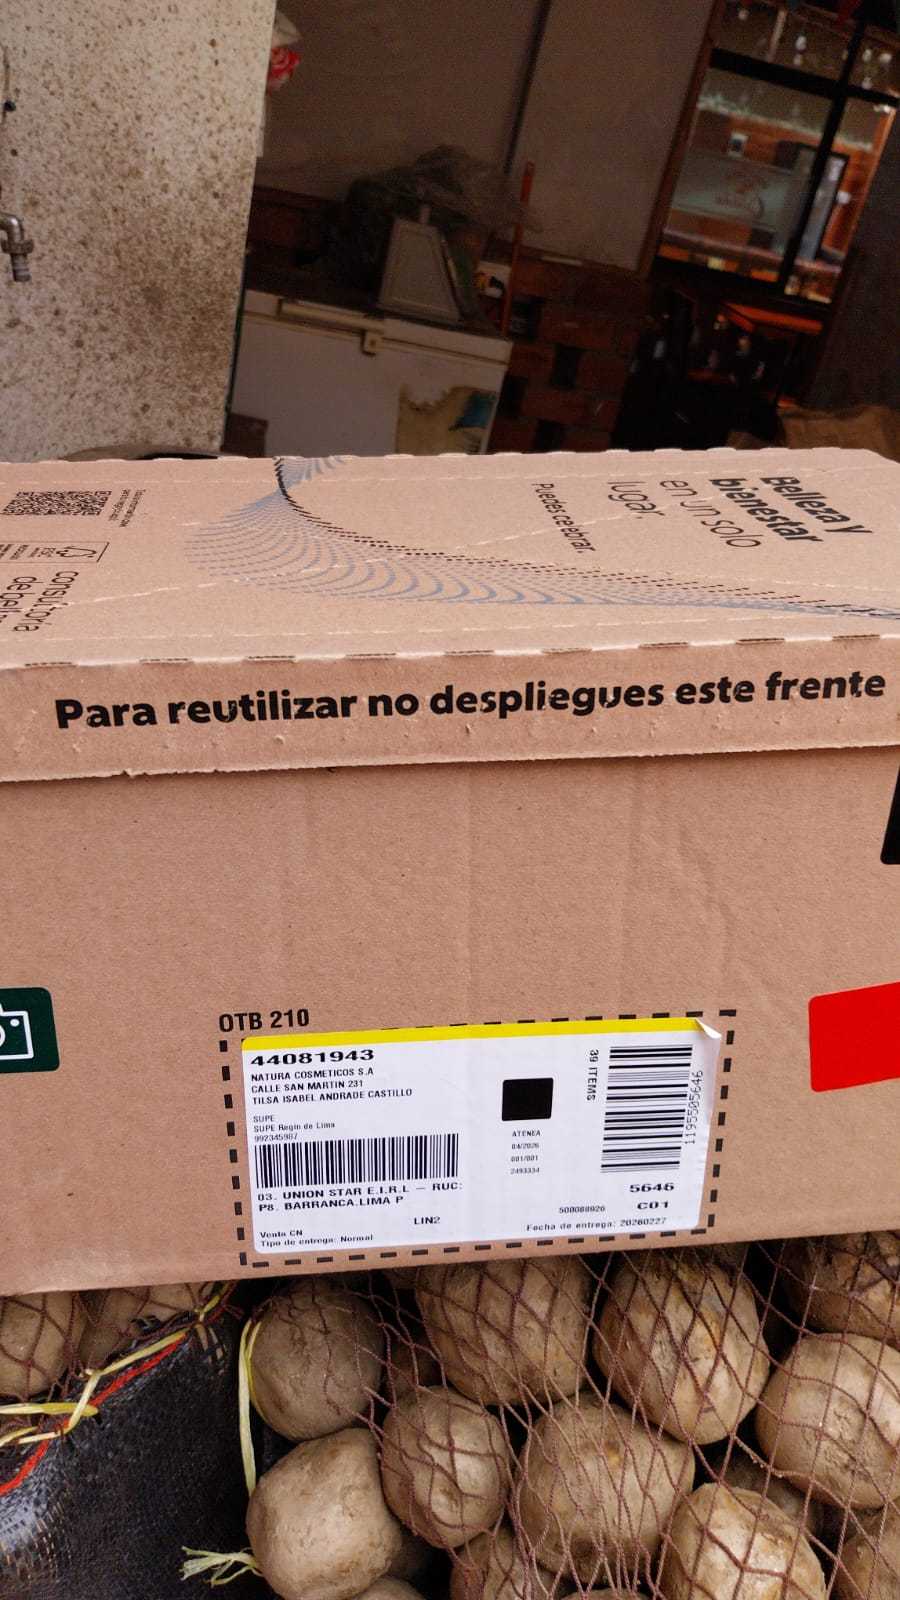 Belleza y
bienestar
en un solo
lugar.
Puedes celebrar.
consultoría
Para reutilizar no despliegues este frente
OTB 210
44081943
NATURA COSMETICOS S.A
CALLE SAN MARTIN 231
TILSA ISABEL ANDRADE CASTILLO
SUPE
SUPE Regin de Lima
992345987
03. UNION STAR E.I.R.L - RUC:
P8. BARRANCA.LIMA P
LIN2
Venta CN
Tipo de entrega: Normal
ATENEA
04/2026
001/001
2493334
39 ITEMS
1195505646
5646
C01
500088926
Fecha de entrega: 20260227